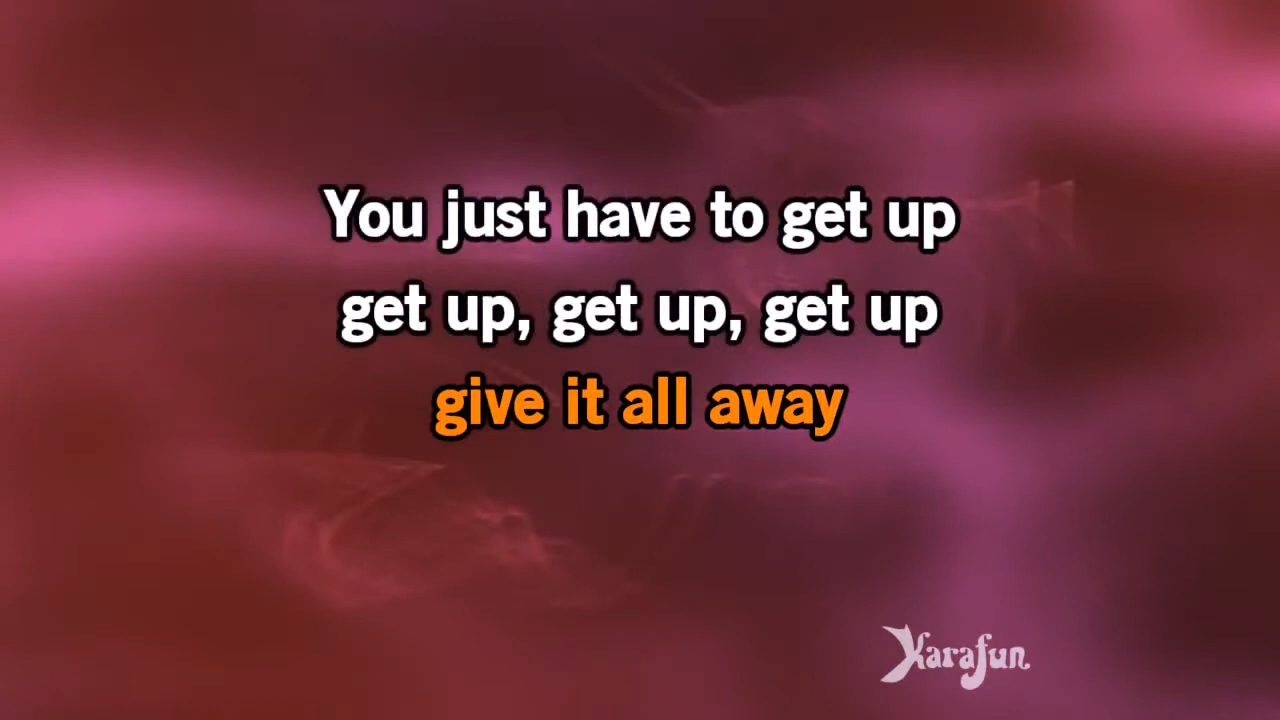 You just have to get up
get up, get up, get up
give it all away
Karafun